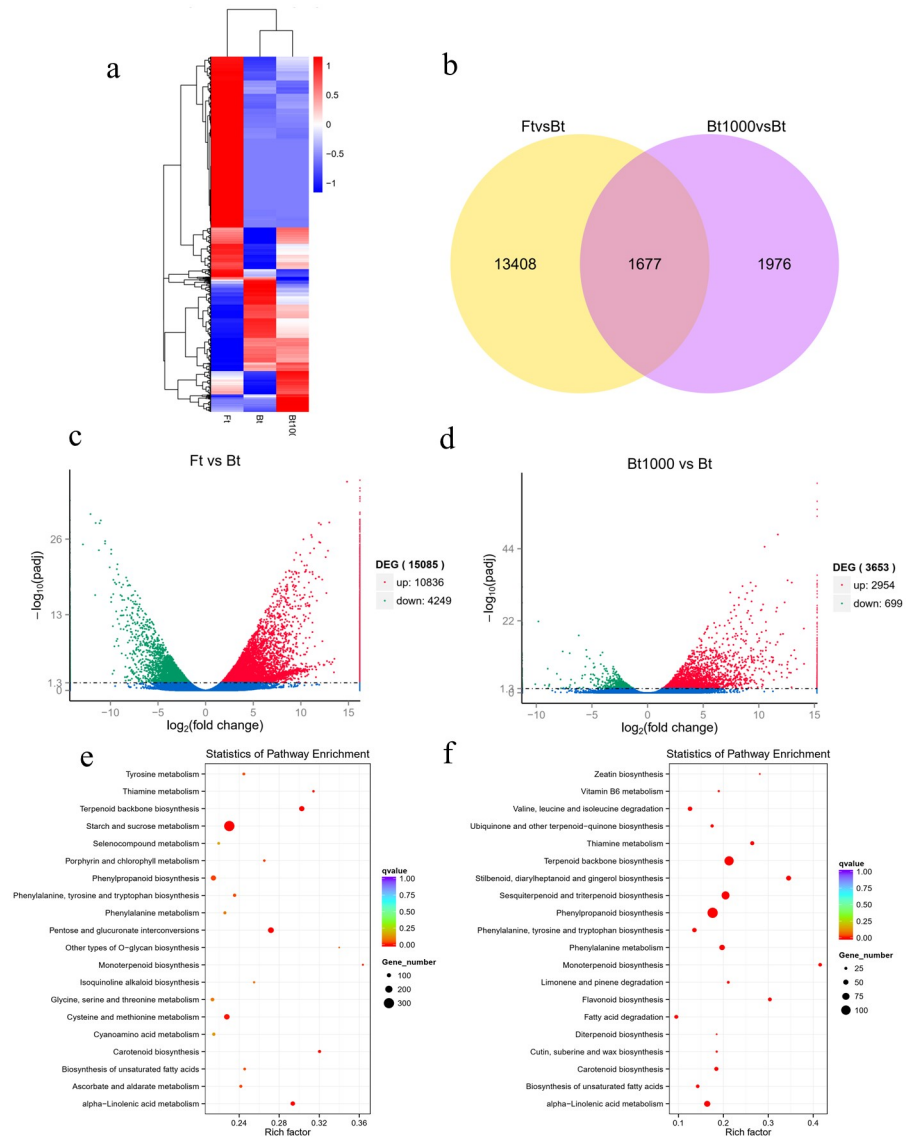 a
1
0.5
0
−0.5
−1
Ft
Bt
b
FtvsBt
Bt1000vsBt
13408
1677
1976
c
Ft vs Bt
−log10(padj)
26
13
1.3
0
−10
−5
0
5
10
15
log2(fold change)
DEG ( 15085 )
up: 10836
down: 4249
d
Bt1000 vs Bt
−log10(padj)
44
22
1.3
0
−10
−5
0
5
10
15
log2(fold change)
DEG ( 3653 )
up: 2954
down: 699
e
Statistics of Pathway Enrichment
Tyrosine metabolism
Thiamine metabolism
Terpenoid backbone biosynthesis
Starch and sucrose metabolism
Selenocompound metabolism
Porphyrin and chlorophyll metabolism
Phenylpropanoid biosynthesis
Phenylalanine, tyrosine and tryptophan biosynthesis
Phenylalanine metabolism
Pentose and glucuronate interconversions
Other types of O−glycan biosynthesis
Monoterpenoid biosynthesis
Isoquinoline alkaloid biosynthesis
Glycine, serine and threonine metabolism
Cysteine and methionine metabolism
Cyanoamino acid metabolism
Carotenoid biosynthesis
Biosynthesis of unsaturated fatty acids
Ascorbate and aldarate metabolism
alpha−Linolenic acid metabolism
0.24
0.28
0.32
0.36
Rich factor
qvalue
1.00
0.75
0.50
0.25
0.00
Gene_number
100
200
300
f
Statistics of Pathway Enrichment
Zeatin biosynthesis
Vitamin B6 metabolism
Valine, leucine and isoleucine degradation
Ubiquinone and other terpenoid−quinone biosynthesis
Thiamine metabolism
Terpenoid backbone biosynthesis
Stilbenoid, diarylheptanoid and gingerol biosynthesis
Sesquiterpenoid and triterpenoid biosynthesis
Phenylpropanoid biosynthesis
Phenylalanine, tyrosine and tryptophan biosynthesis
Phenylalanine metabolism
Monoterpenoid biosynthesis
Limonene and pinene degradation
Flavonoid biosynthesis
Fatty acid degradation
Diterpenoid biosynthesis
Cutin, suberine and wax biosynthesis
Carotenoid biosynthesis
Biosynthesis of unsaturated fatty acids
alpha−Linolenic acid metabolism
0.1
0.2
0.3
0.4
Rich factor
qvalue
1.00
0.75
0.50
0.25
0.00
Gene_number
25
50
75
100